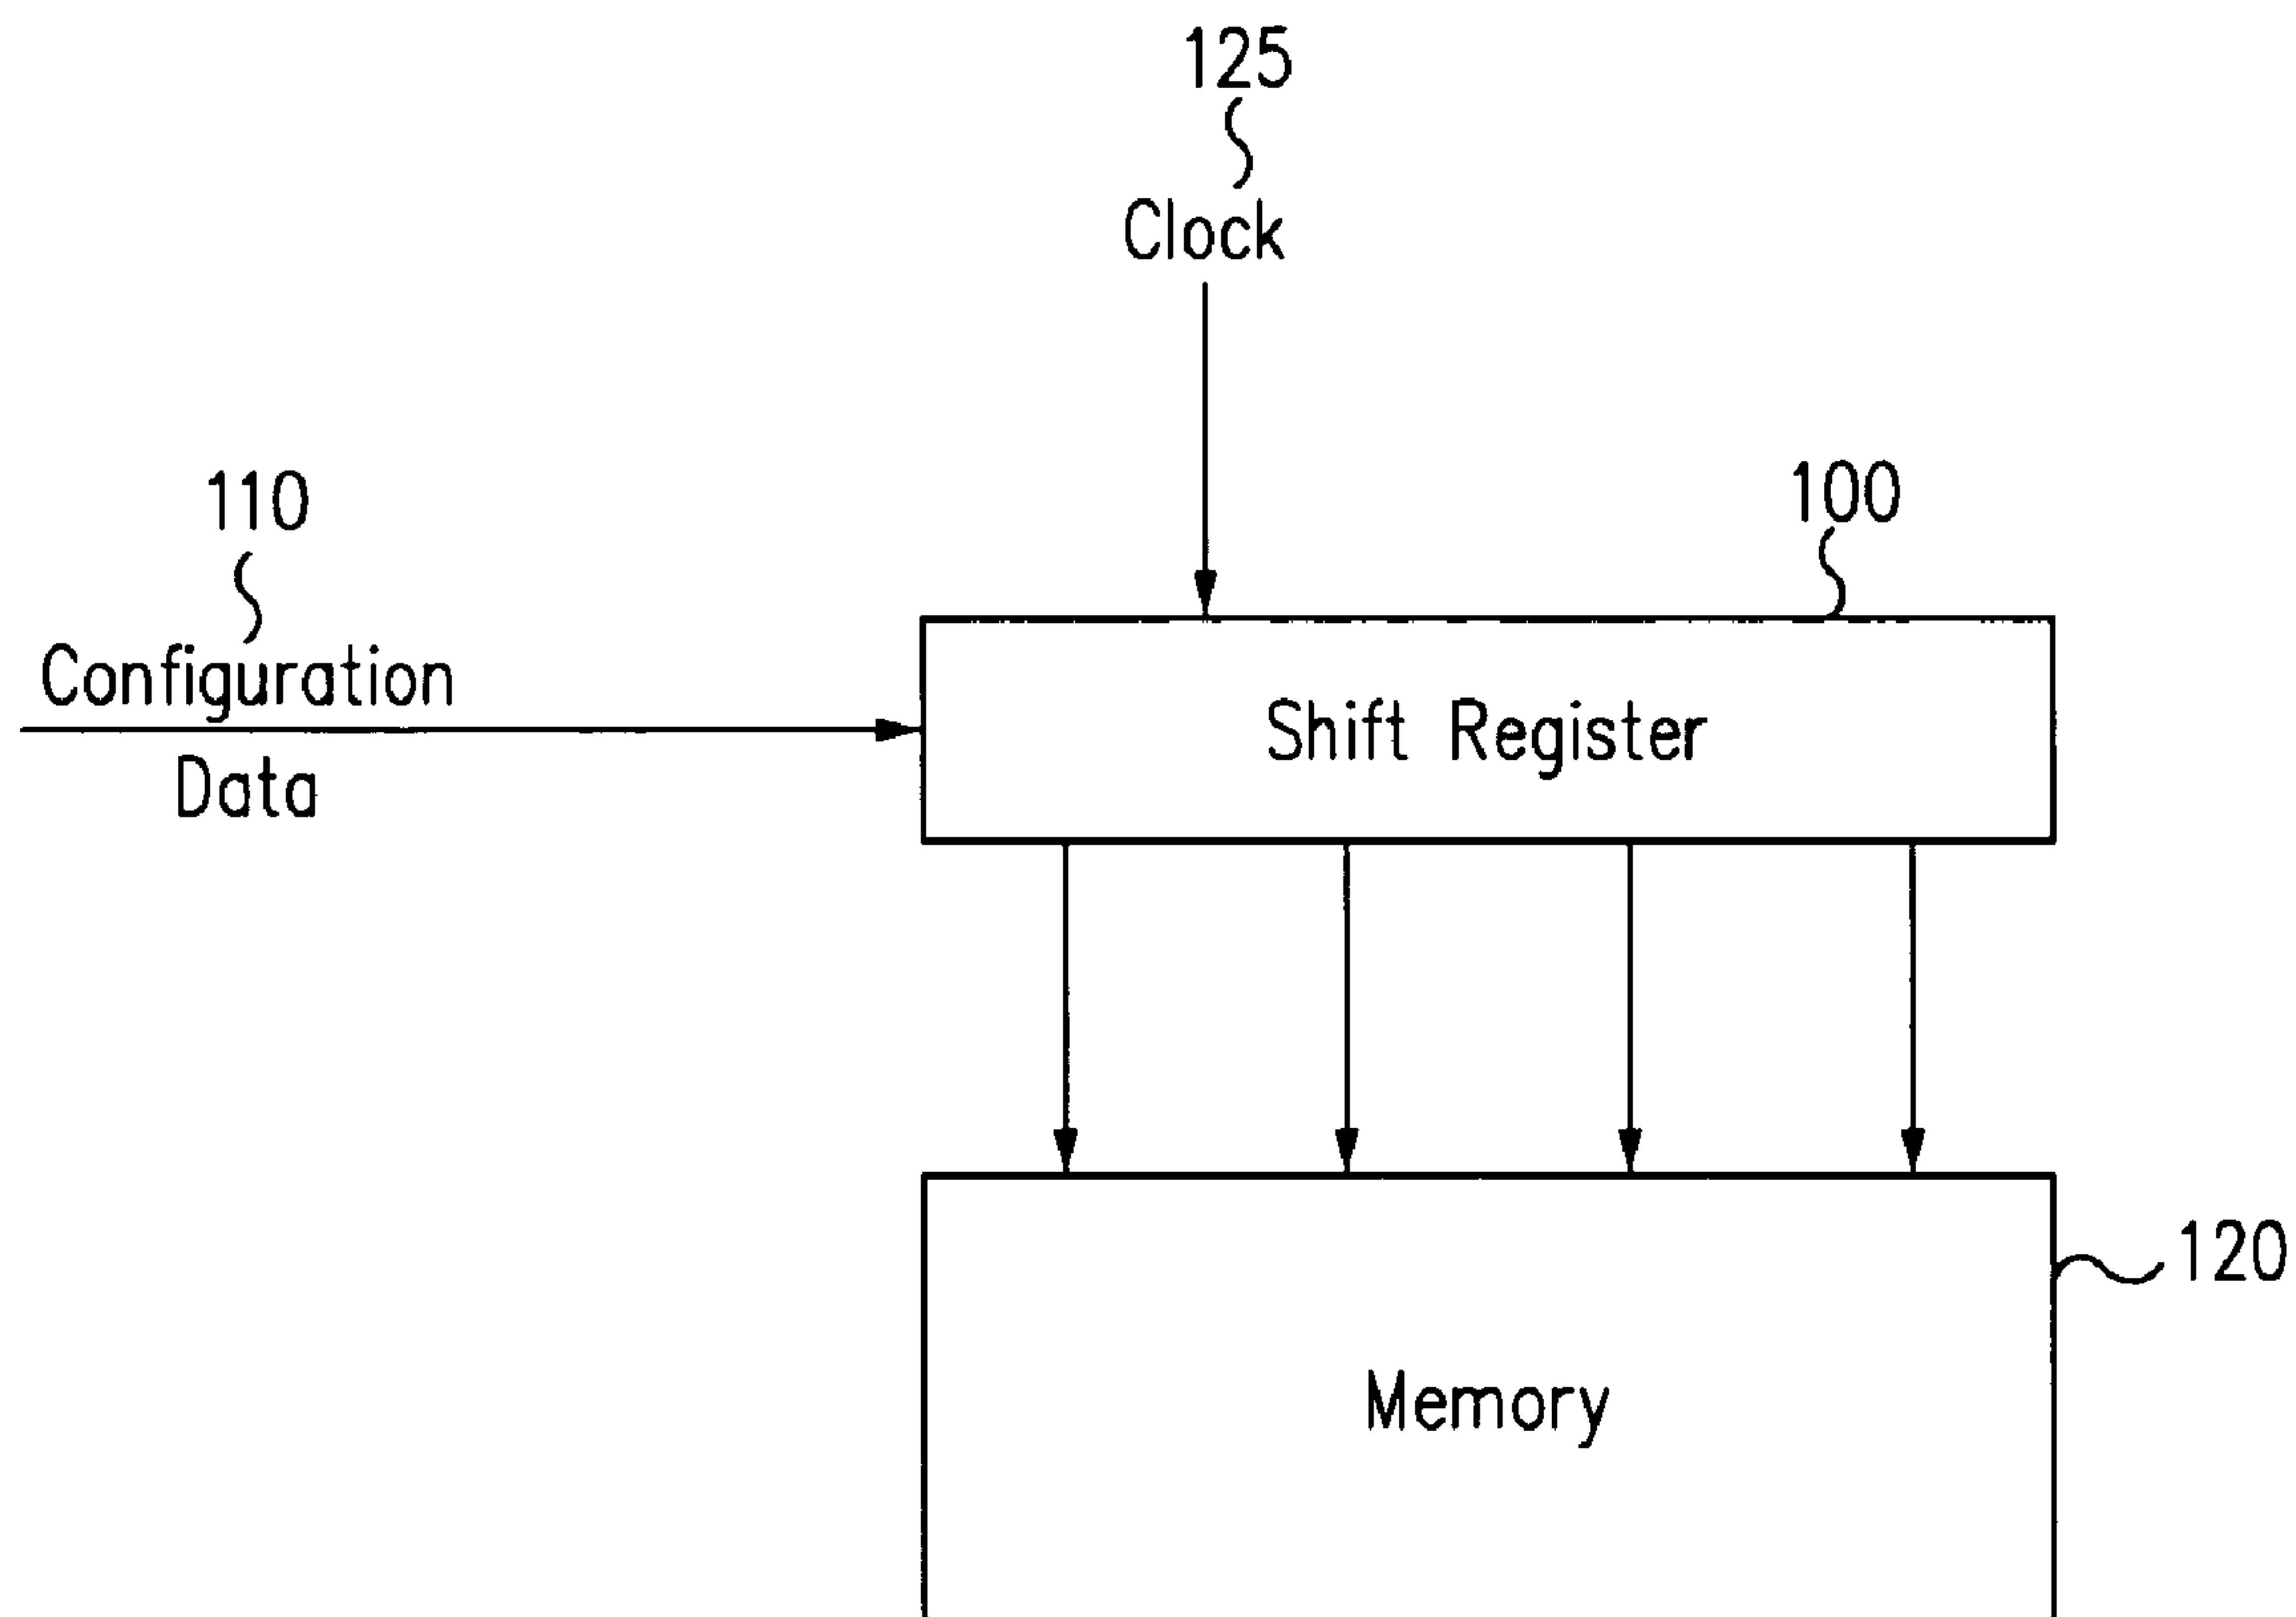 125
Clock
110
100
Configuration
Data
Shift Register
120
Memory